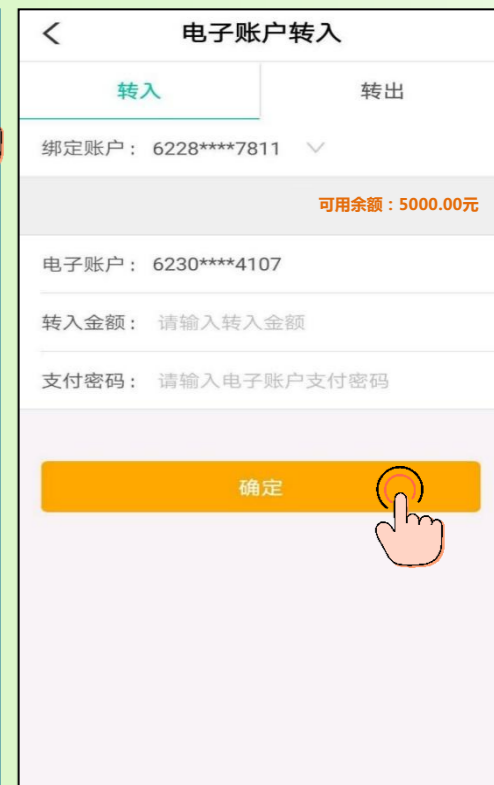 电子账户转入
转入 转出
绑定账户： 6228****7811
可用余额：5000.00元
电子账户： 6230****4107
转入金额： 请输入转入金额
支付密码： 请输入电子账户支付密码
确定